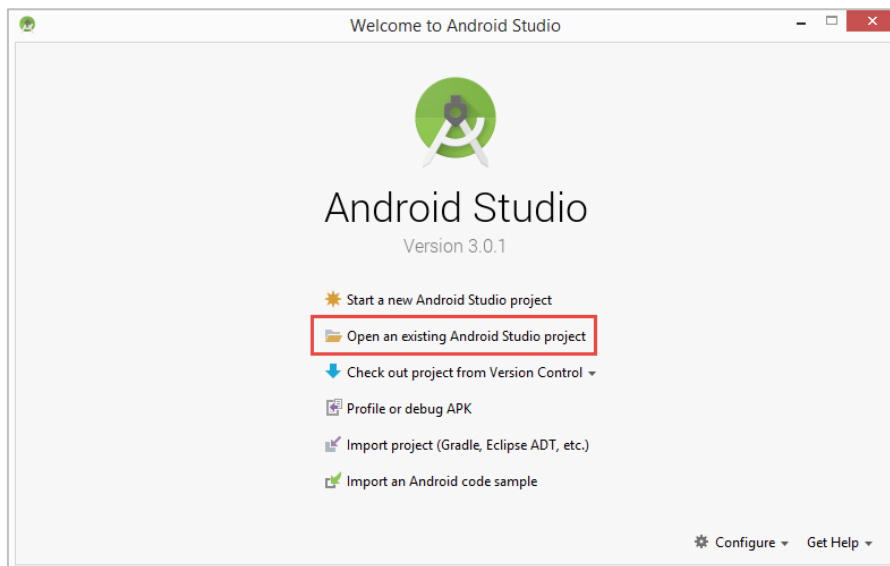 Welcome to Android Studio
Android Studio
Version 3.0.1
Start a new Android Studio project
Open an existing Android Studio project
Check out project from Version Control
Profile or debug APK
Import project (Gradle, Eclipse ADT, etc.)
Import an Android code sample
Configure Get Help